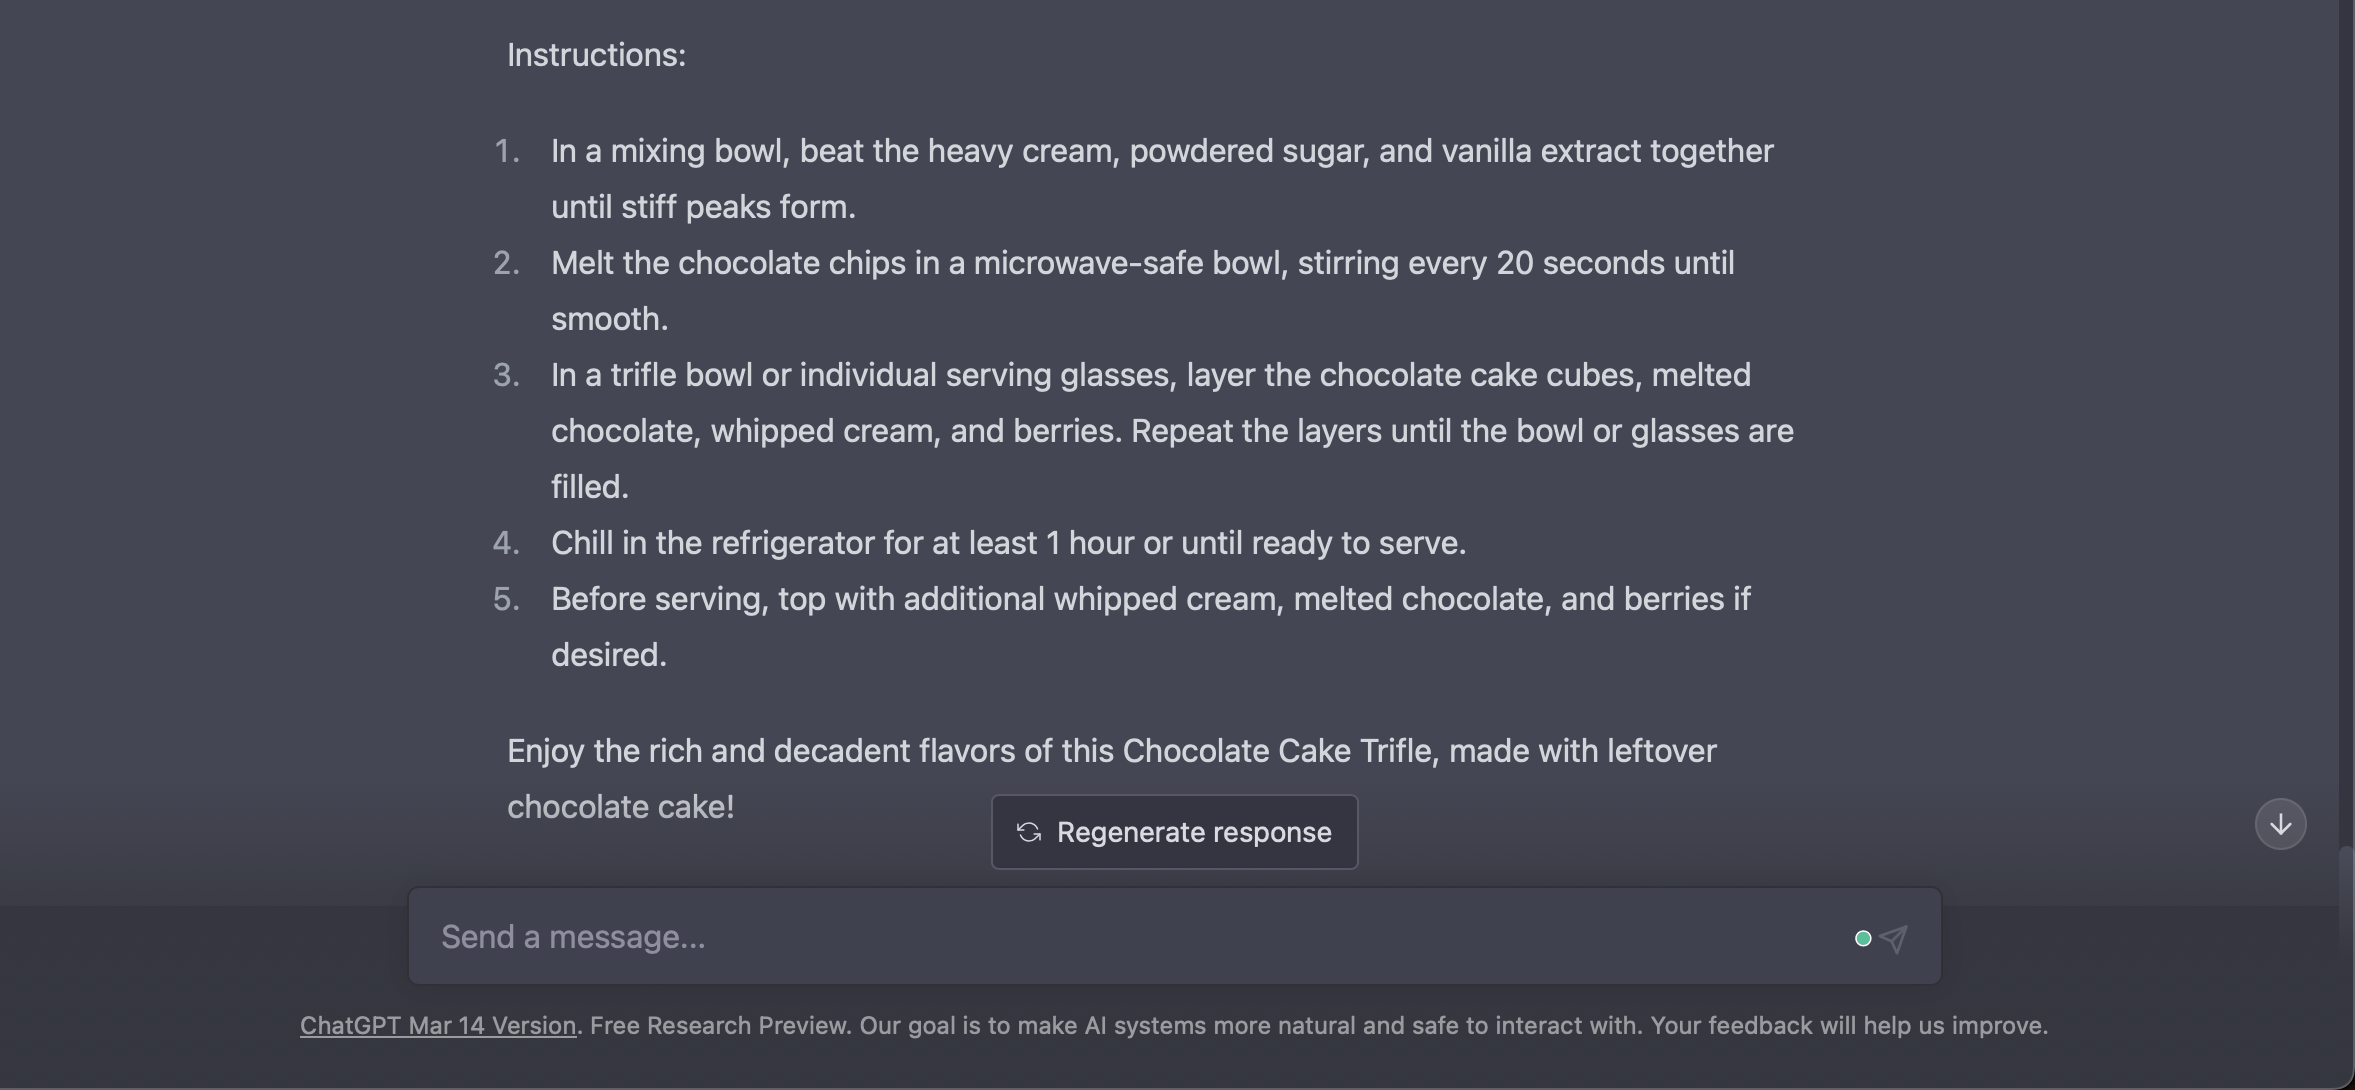 Instructions:
1. In a mixing bowl, beat the heavy cream, powdered sugar, and vanilla extract together
until stiff peaks form.
2. Melt the chocolate chips in a microwave-safe bowl, stirring every 20 seconds until
smooth.
3. In a trifle bowl or individual serving glasses, layer the chocolate cake cubes, melted
chocolate, whipped cream, and berries. Repeat the layers until the bowl or glasses are
filled.
4. Chill in the refrigerator for at least 1 hour or until ready to serve.
5. Before serving, top with additional whipped cream, melted chocolate, and berries if
desired.
Enjoy the rich and decadent flavors of this Chocolate Cake Trifle, made with leftover
chocolate cake!
Regenerate response
Send a message...
ChatGPT Mar 14 Version. Free Research Preview. Our goal is to make AI systems more natural and safe to interact with. Your feedback will help us improve.